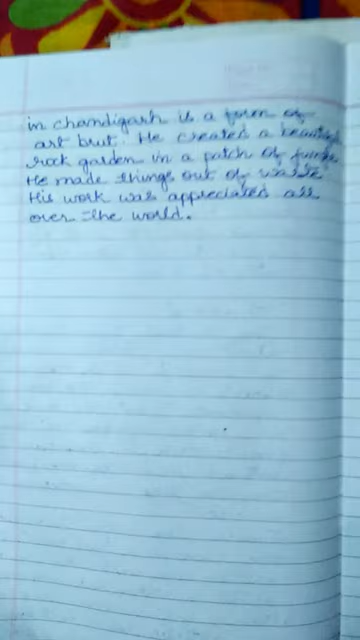 in chandigarh is a form of
art brut. He created a beautiful
rock garden in a patch of jungle
He made things out of waste.
His work was appreciated all
over the world.